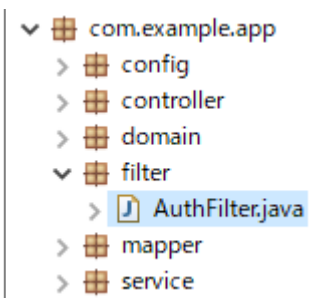 com.example.app
config
controller
domain
filter
AuthFilter.java
mapper
service